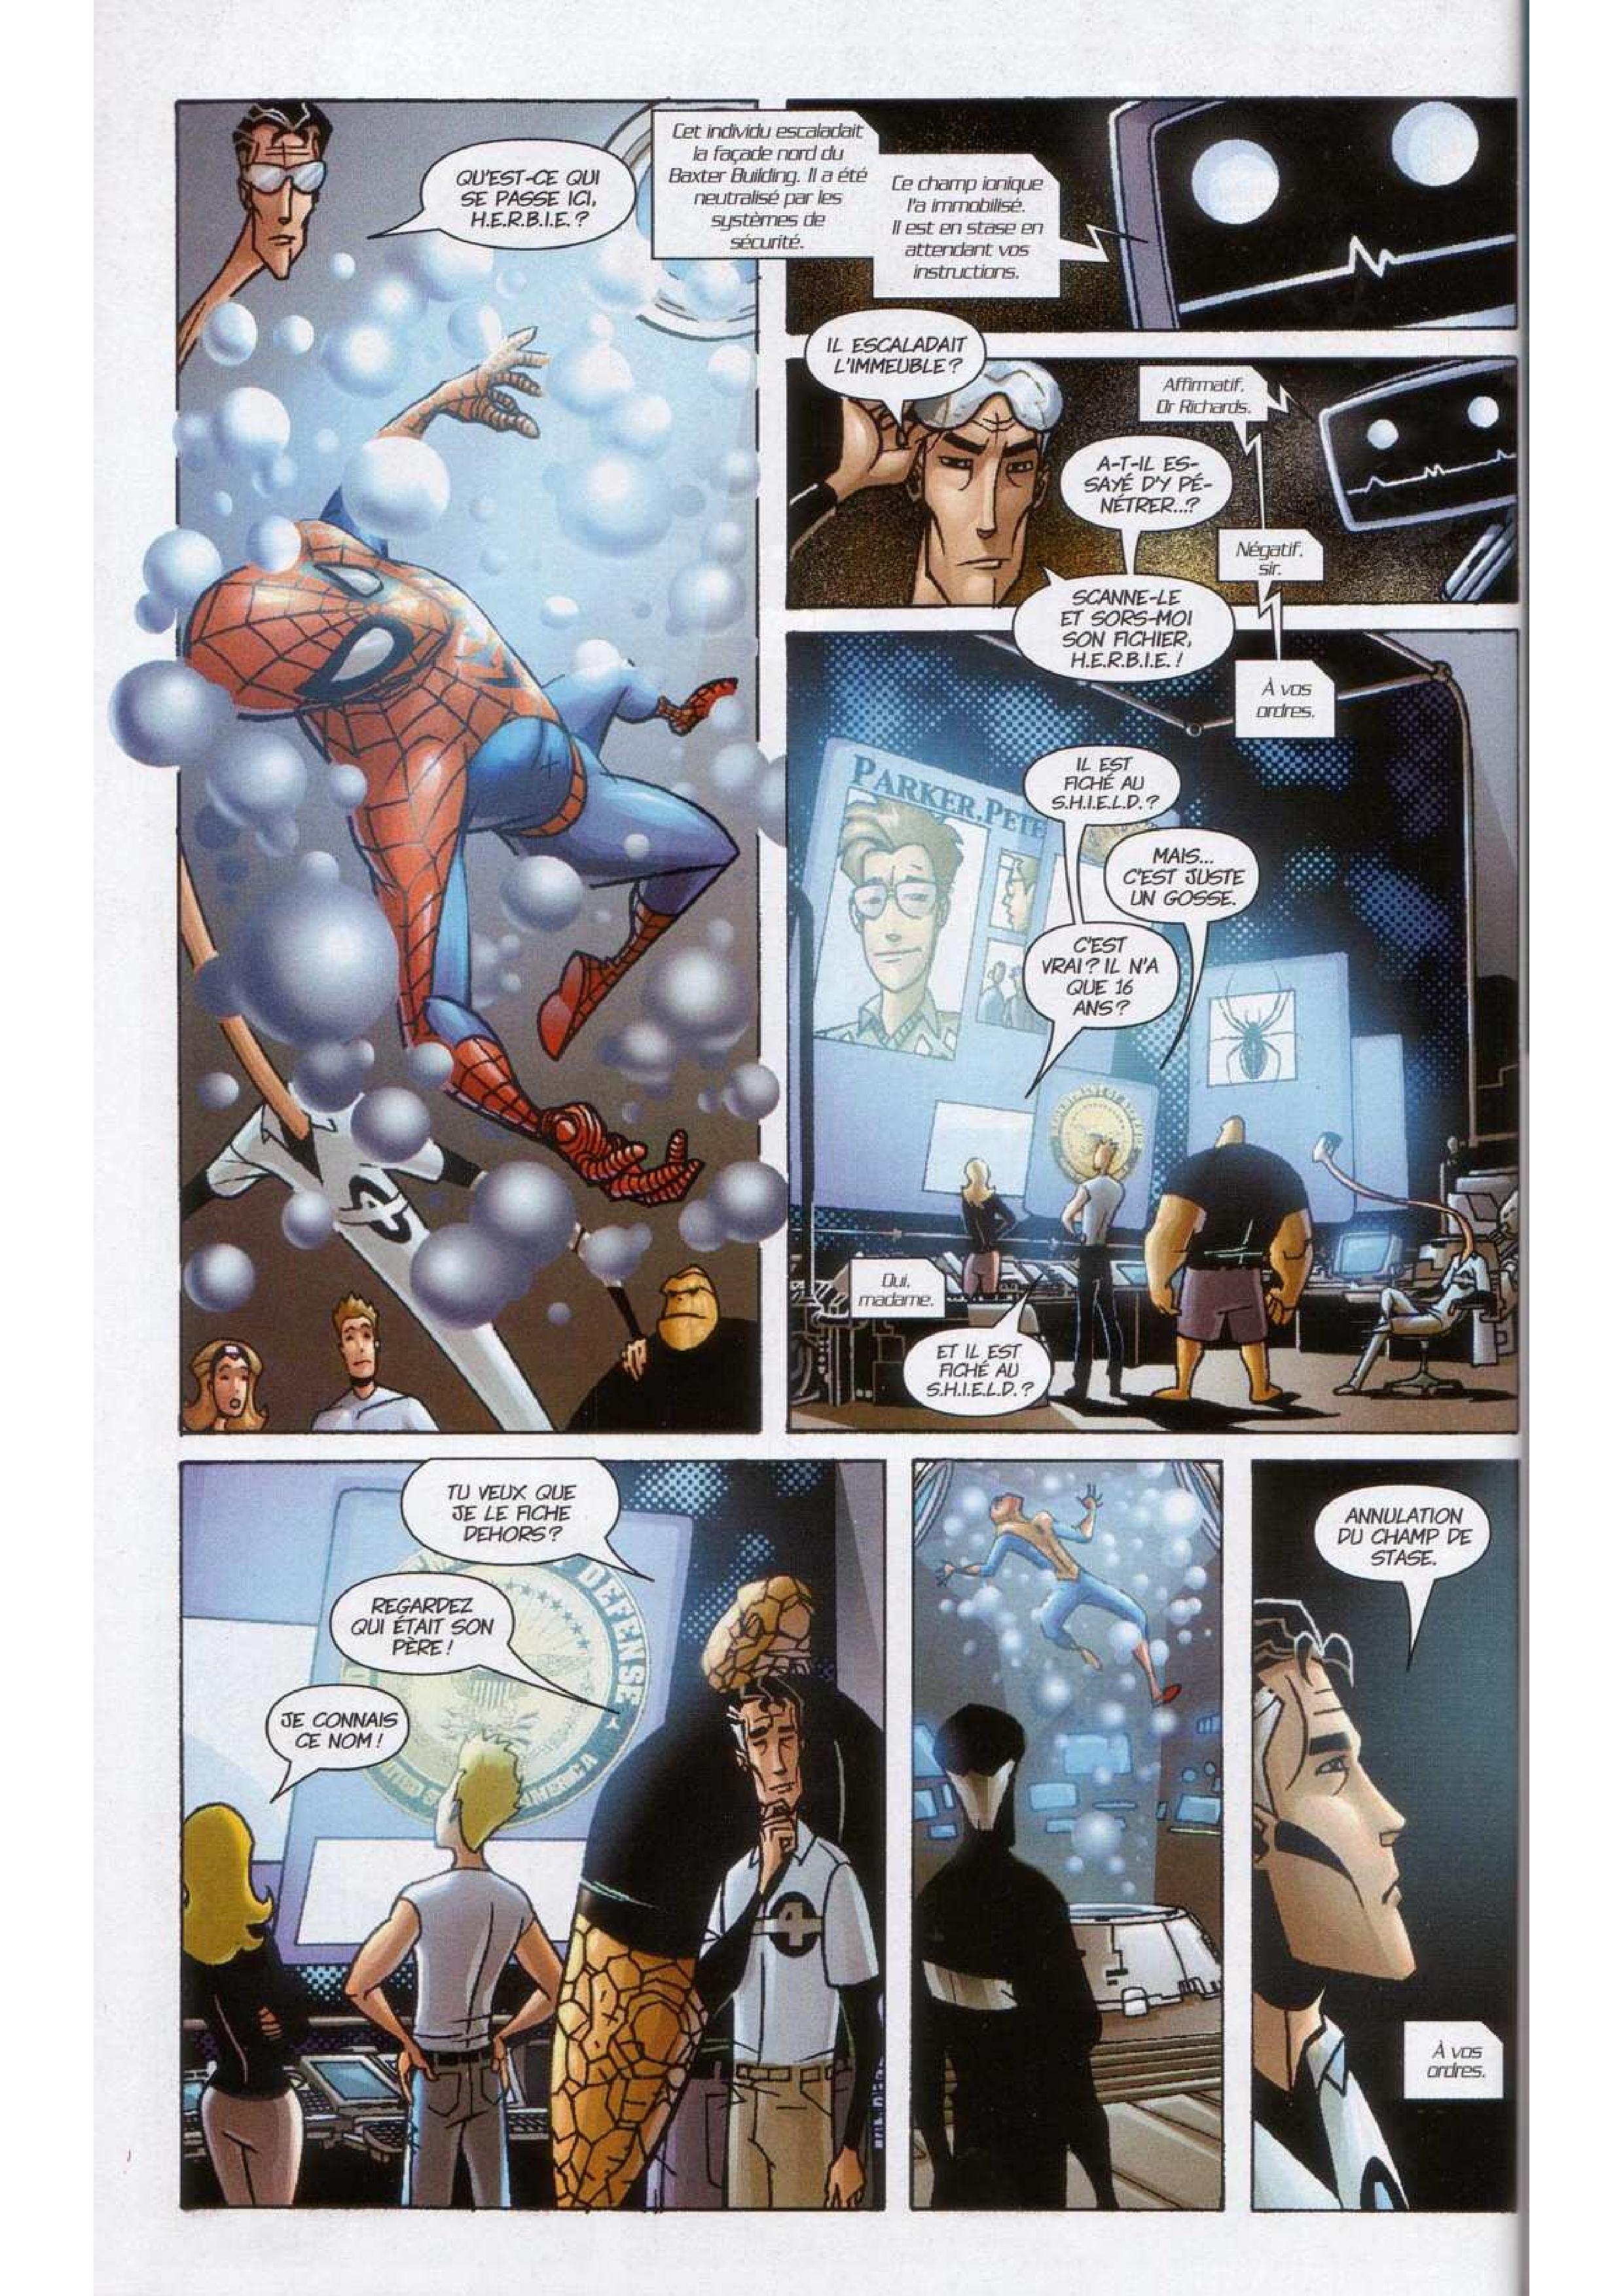 QU'EST-CE QUI
SE PASSE ICI,
H.E.R.B.I.E. ?
Cet individu escaladait
la façade nord du
Baxter Building. Il a été
neutralisé par les
systèmes de
sécurité.
Ce champ ionique
l'a immobilisé.
Il est en stase en
attendant vos
instructions.
IL ESCALADAIT
L'IMMEUBLE ?
Affirmatif,
Dr Richards.
A-T-IL ES-
SAYÉ D'Y PÉ-
NÉTRER...?
Négatif,
sir.
SCANNE-LE
ET SORS-MOI
SON FICHIER,
H.E.R.B.I.E. !
À vos
ordres.
PARKER, PETE
IL EST
FICHÉ AU
S.H.I.E.L.D. ?
MAIS...
C'EST JUSTE
UN GOSSE.
C'EST
VRAI ? IL N'A
QUE 16
ANS ?
Oui,
madame.
ET IL EST
FICHÉ AU
S.H.I.E.L.D. ?
TU VEUX QUE
JE LE FICHE
DEHORS ?
REGARDEZ
QUI ÉTAIT SON
PÈRE !
JE CONNAIS
CE NOM !
DEFENSE
4
ANNULATION
DU CHAMP DE
STASE.
À vos
ordres.